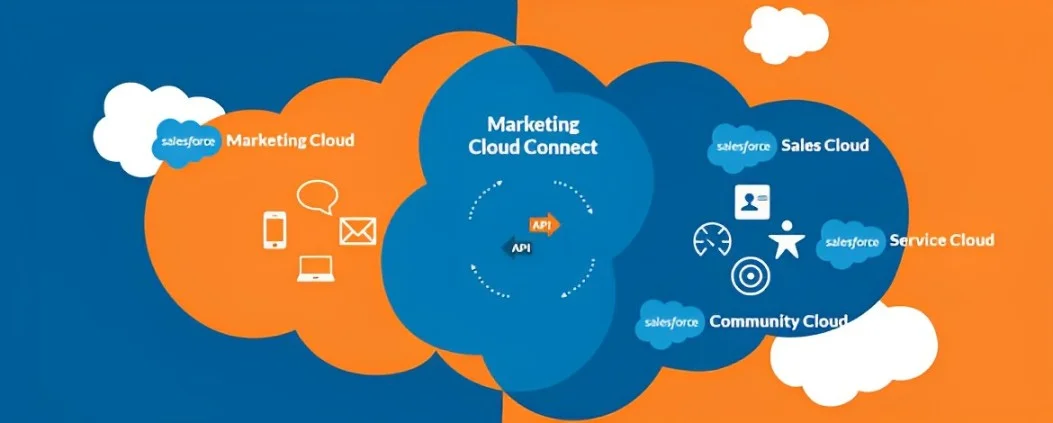 salesforce Marketing Cloud
Marketing
Cloud Connect
API
API
salesforce Sales Cloud
salesforce Service Cloud
salesforce Community Cloud